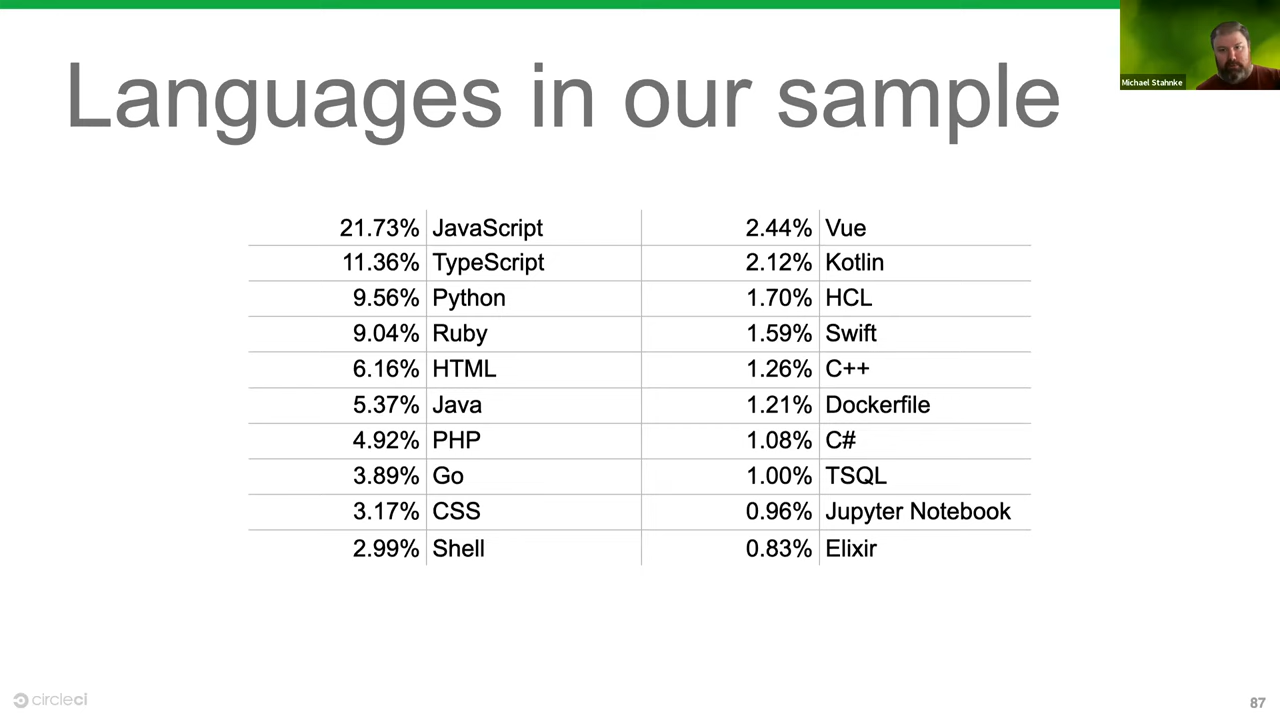 Languages in our sample
Michael Stahnke
21.73% JavaScript 2.44% Vue
11.36% TypeScript 2.12% Kotlin
9.56% Python 1.70% HCL
9.04% Ruby 1.59% Swift
6.16% HTML 1.26% C++
5.37% Java 1.21% Dockerfile
4.92% PHP 1.08% C#
3.89% Go 1.00% TSQL
3.17% CSS 0.96% Jupyter Notebook
2.99% Shell 0.83% Elixir
circleci
87